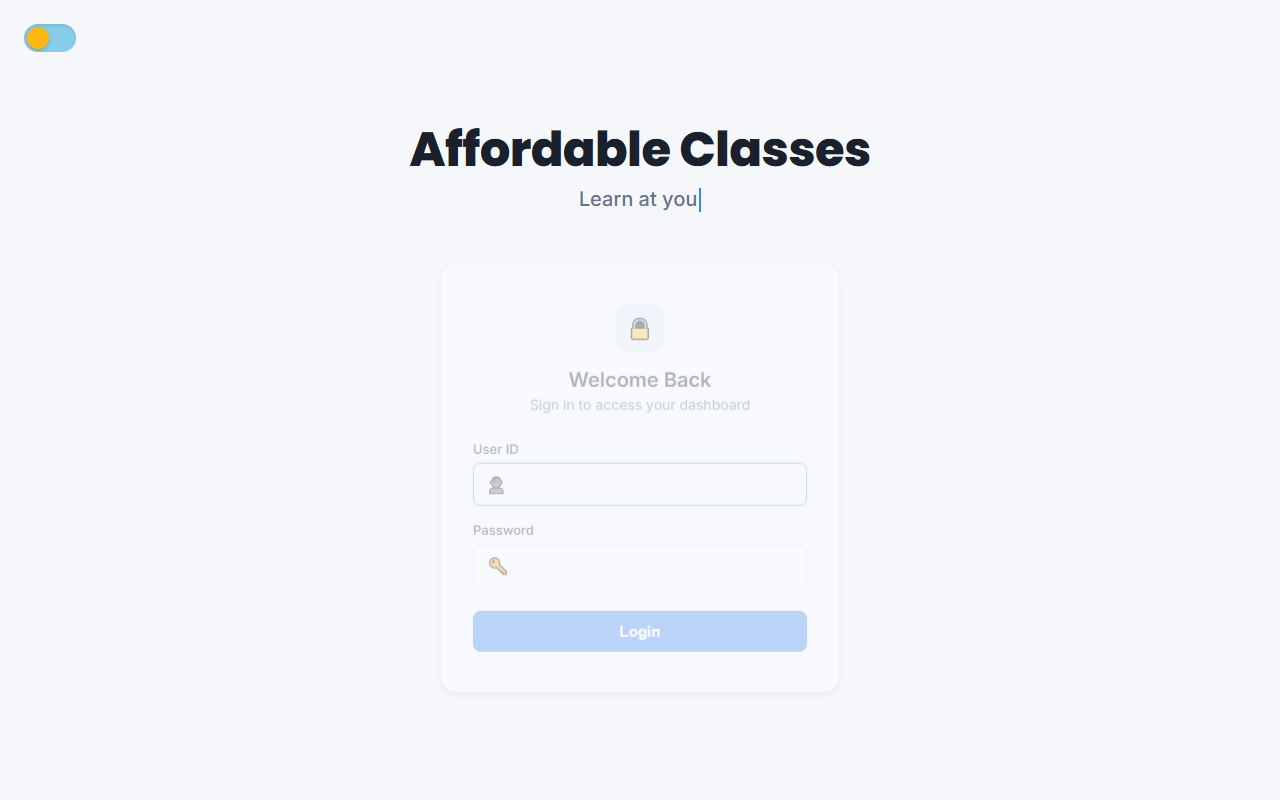 Affordable Classes
Learn at you
Welcome Back
Sign in to access your dashboard
User ID
Password
Login